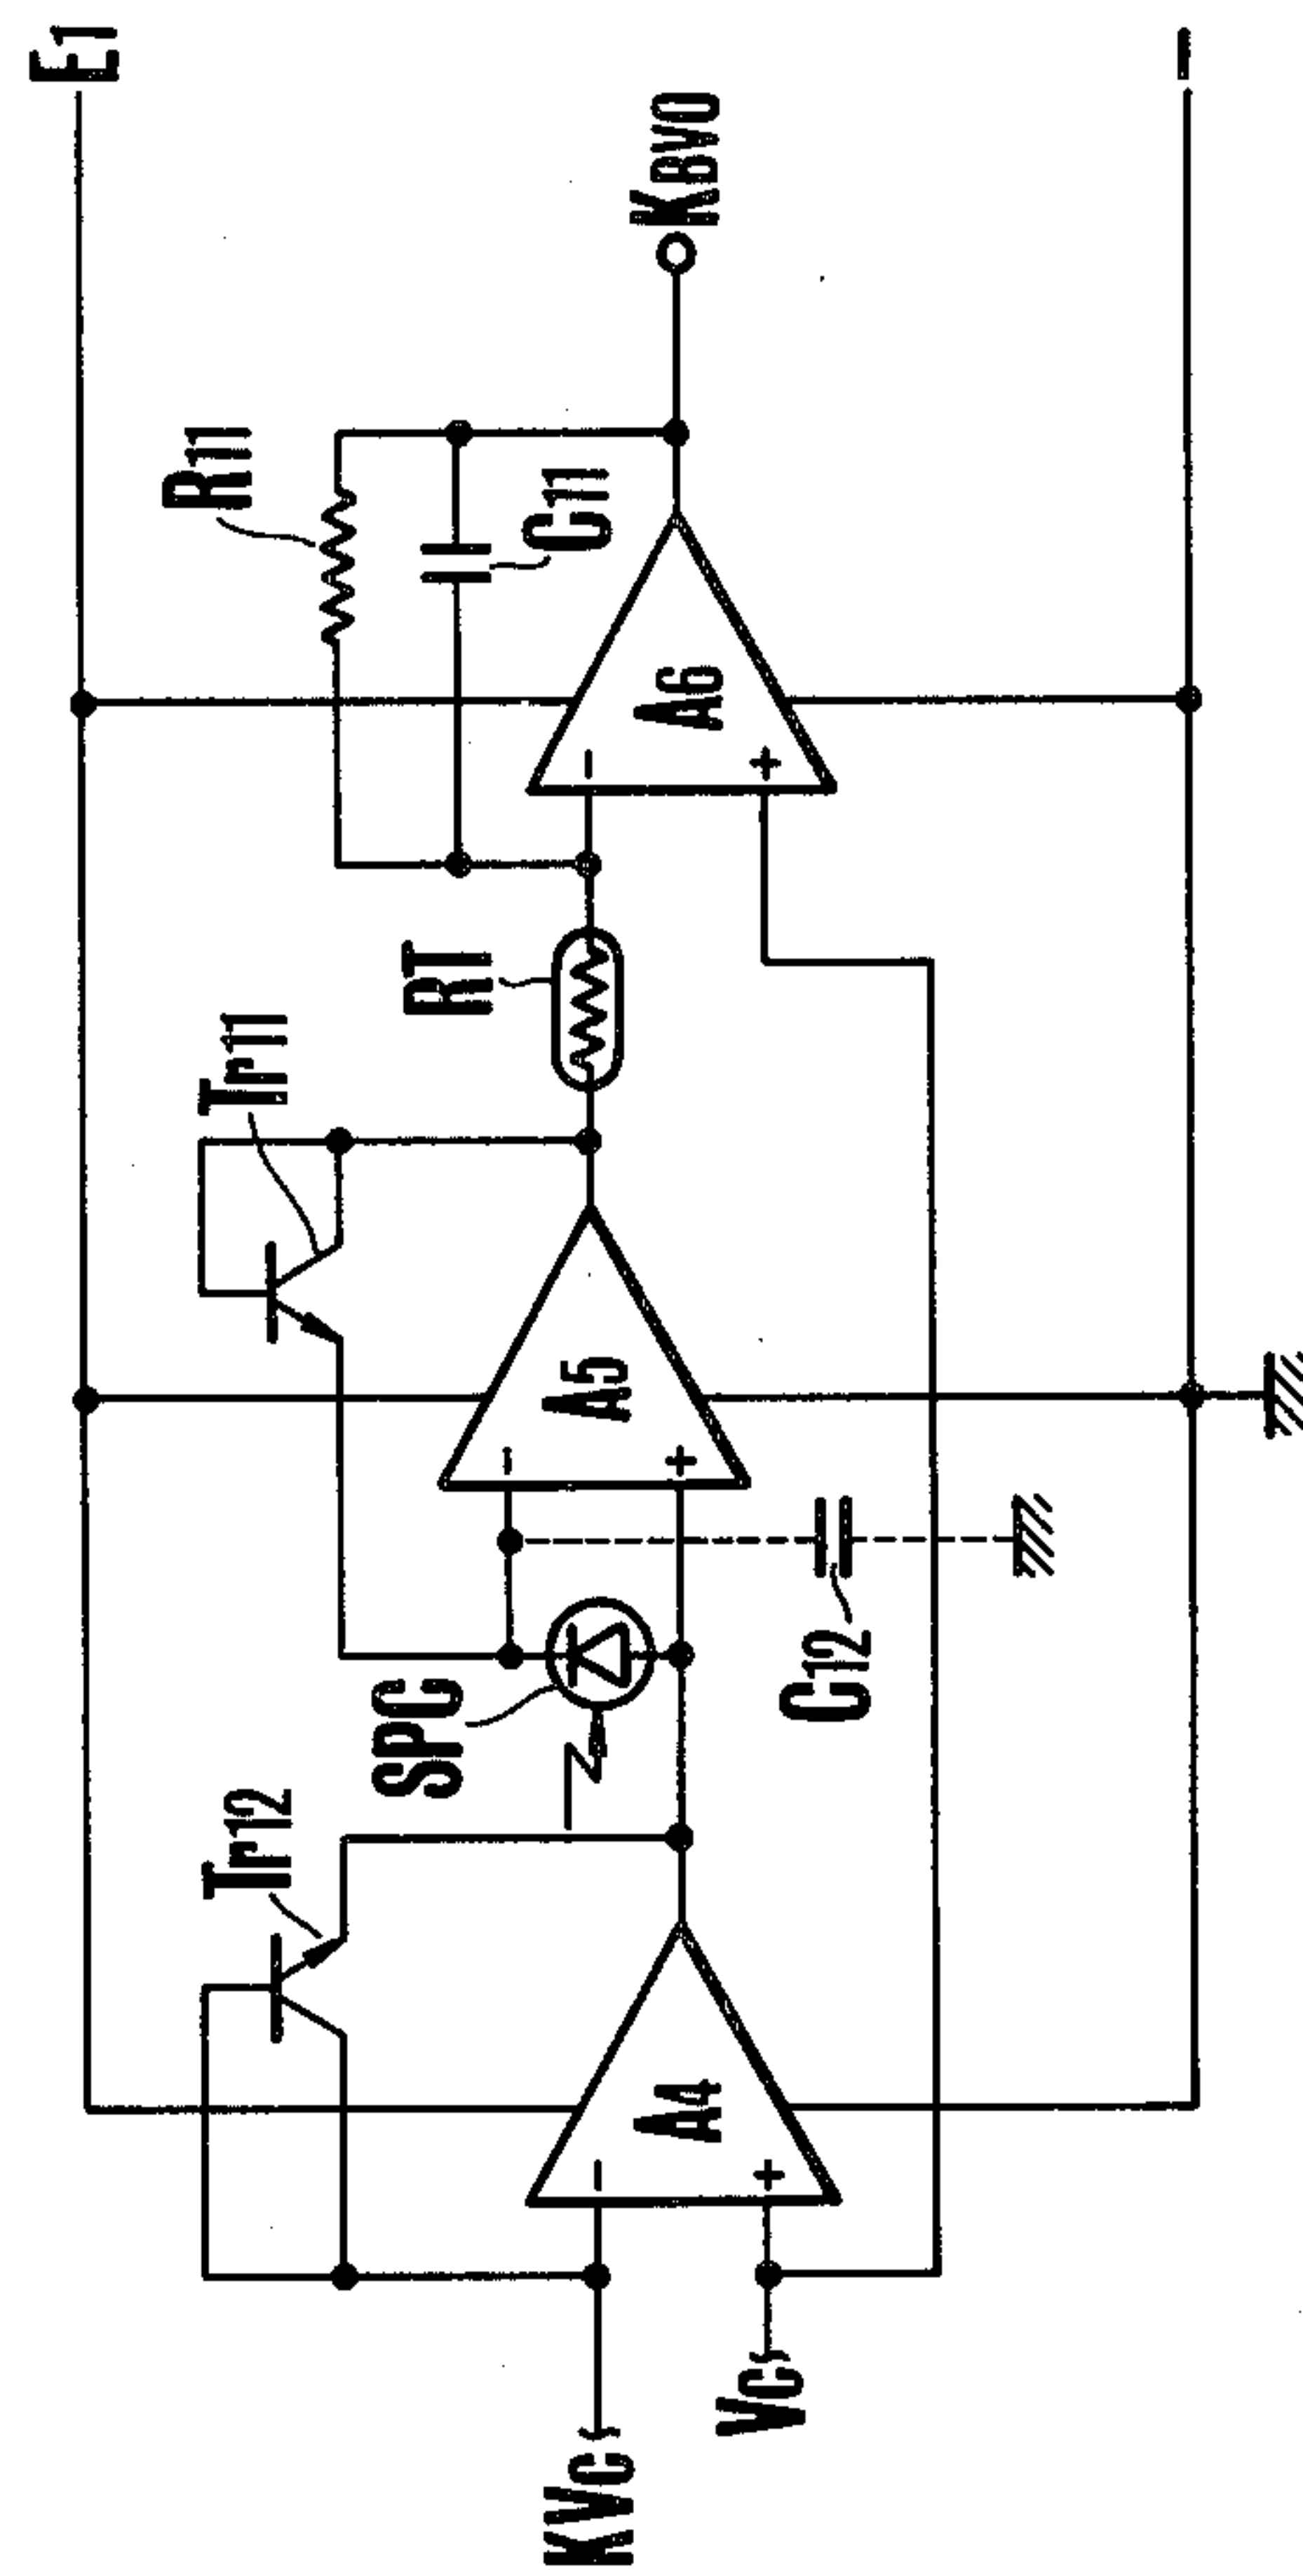 E1
R11
C11
KBVO
A6
RT
Tr11
A5
SPC
C12
Tr12
A4
KVC
VC
−
−
+
−
+
−
+